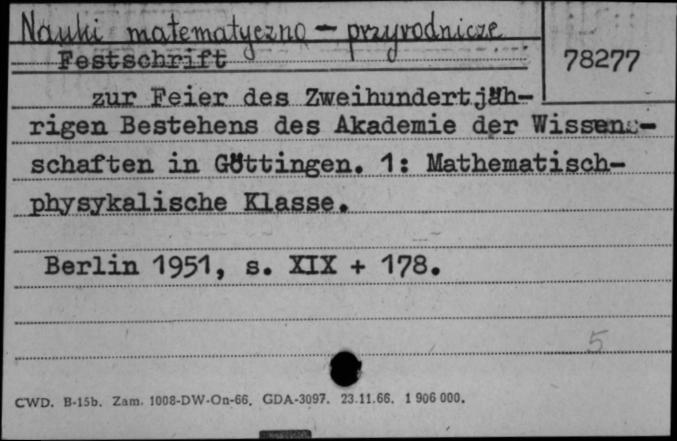 Nauki matematyczno - przyrodnicze
Festschrift
78277
zur Feier des Zweihundertjäh-
rigen Bestehens des Akademie der Wissens-
schaften in Göttingen. 1: Mathematisch-
physykalische Klasse.
Berlin 1951, s. XIX + 178.
5
CWD. B-15b. Zam. 1008-DW-On-66. GDA-3097. 23.11.66. 1 906 000.